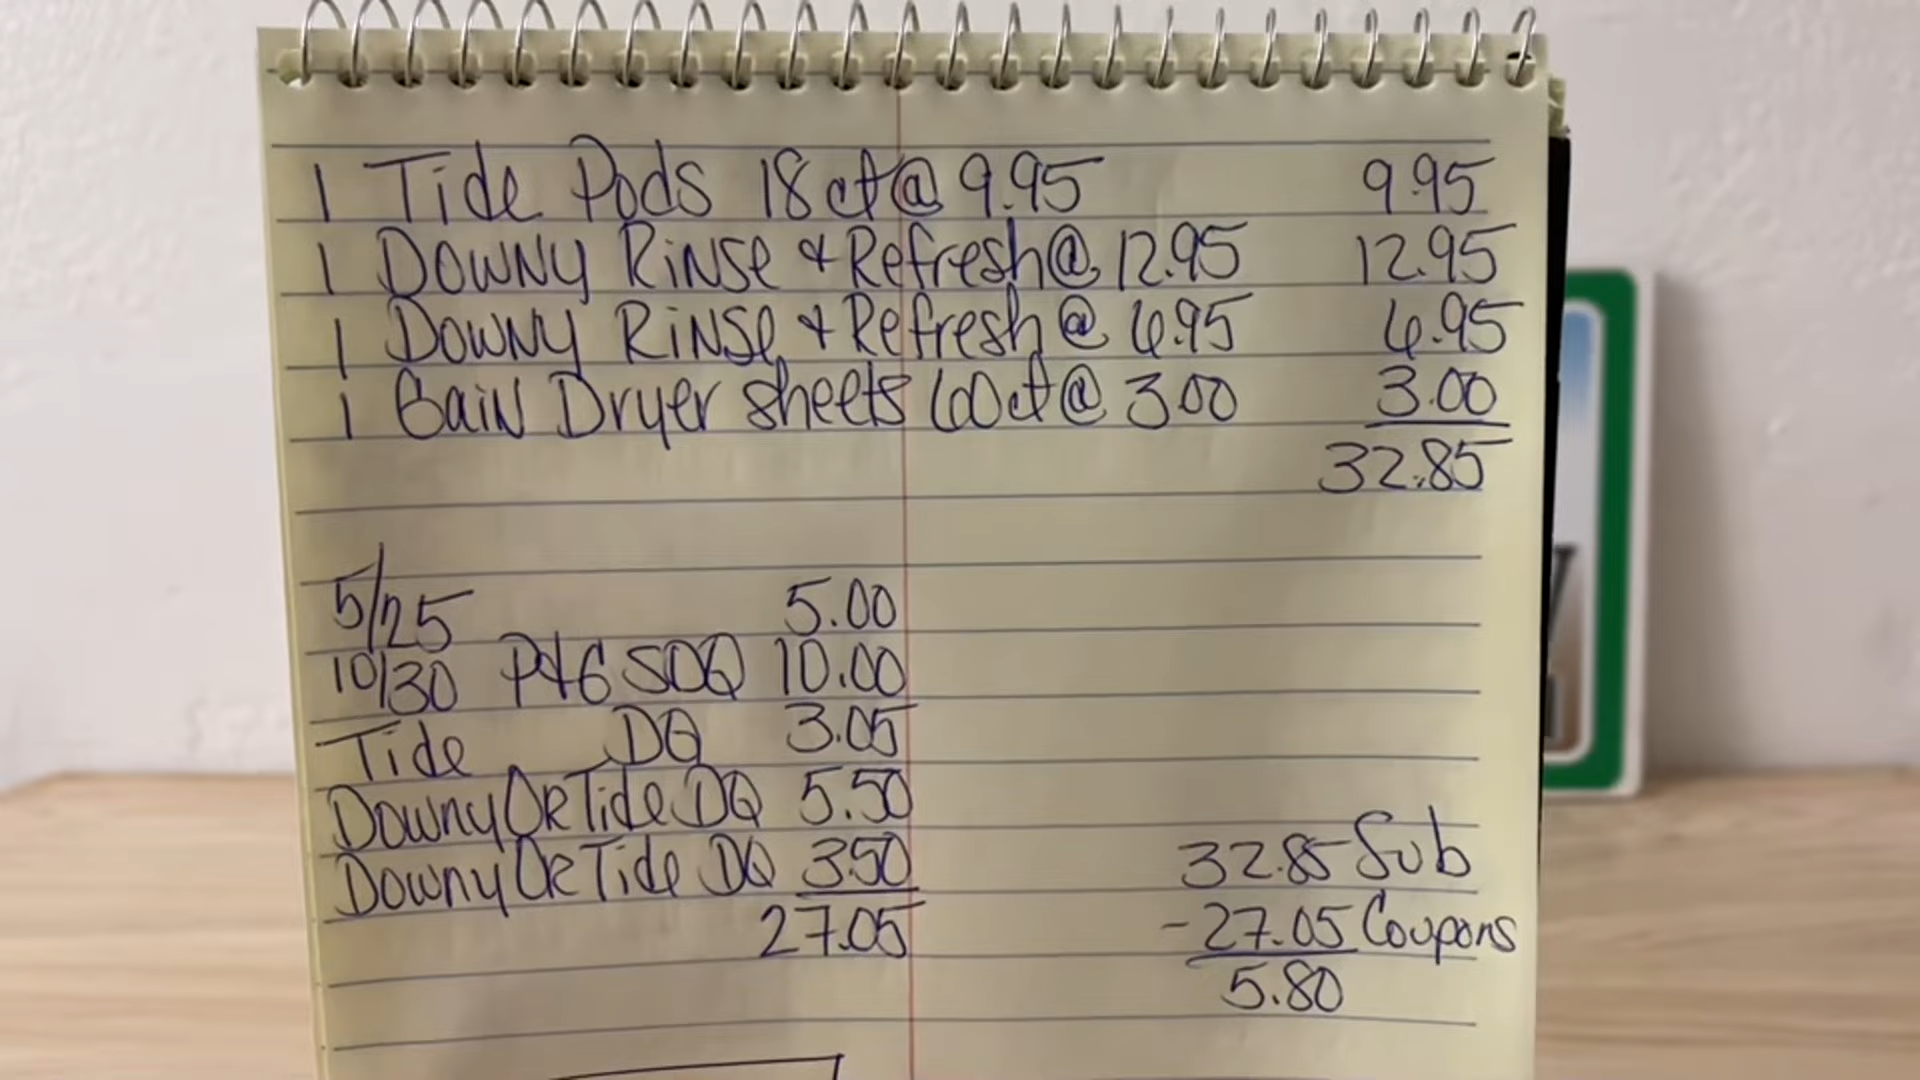 1 Tide Pods 18ct@ 9.95 9.95
1 Downy Rinse & Refresh@ 12.95 12.95
1 Downy Rinse & Refresh @ 6.95 6.95
1 Gain Dryer sheets 60ct@ 3.00 3.00
32.85
5/25 5.00
10/30 P+G SDQ 10.00
Tide DQ 3.05
Downy Or Tide DQ 5.50
Downy Or Tide DQ 3.50
27.05
32.85 Sub
-27.05 Coupons
5.80